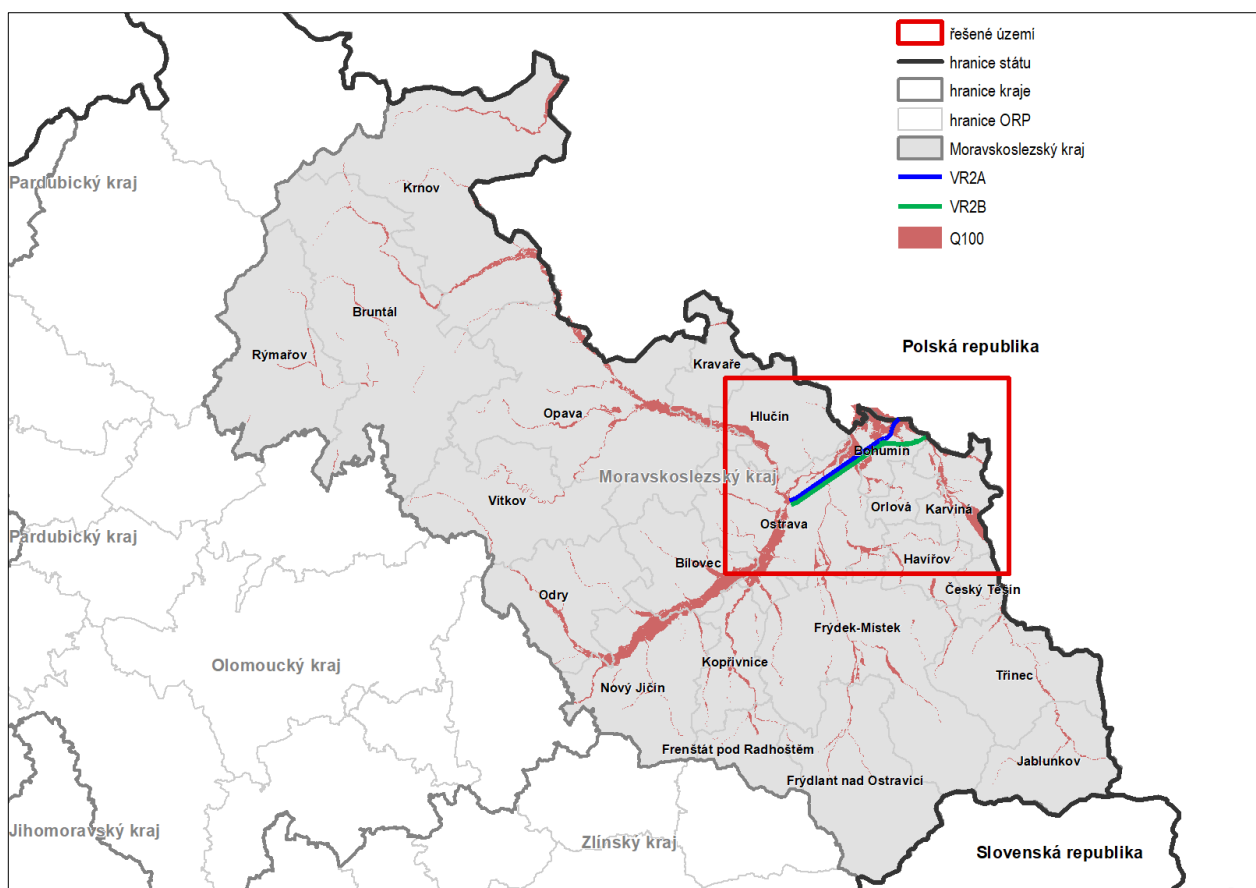 řešené území
hranice státu
hranice kraje
hranice ORP
Moravskoslezský kraj
VR2A
VR2B
Q100
Pardubický kraj
Krnov
Bruntál
Rýmařov
Polská republika
Kravaře
Opava
Hlučín
Bohumín
Moravskoslezský kraj
Vítkov
Orlová
Karviná
Ostrava
Pardubický kraj
Bílovec
Havířov
Český Těšín
Odry
Frýdek-Místek
Olomoucký kraj
Kopřivnice
Třinec
Nový Jičín
Frenštát pod Radhoštěm
Jablunkov
Frýdlant nad Ostravicí
Jihomoravský kraj
Zlínský kraj
Slovenská republika